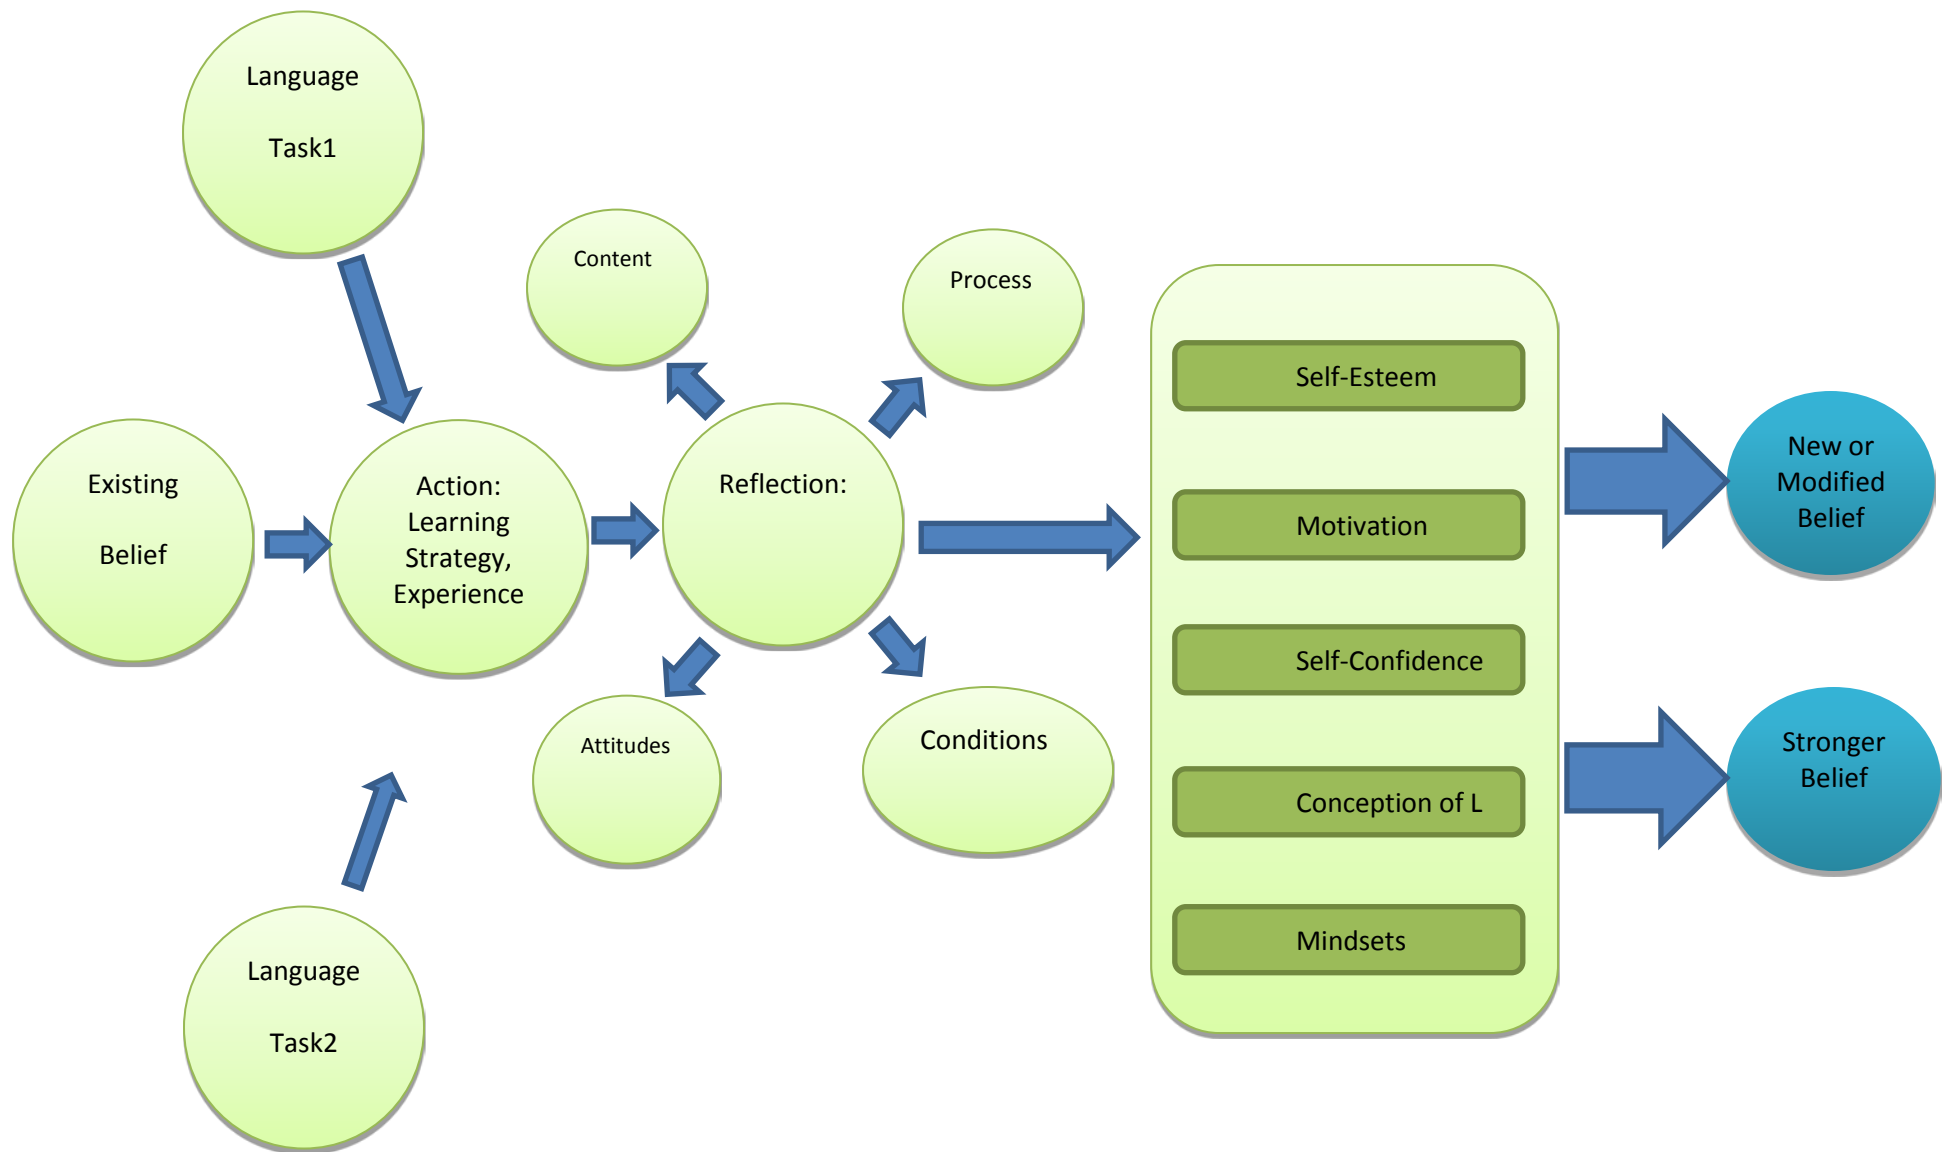 Language
Task1
Content
Process
Existing
Belief
Action:
Learning
Strategy,
Experience
Reflection:
Attitudes
Conditions
Language
Task2
Self-Esteem
Motivation
Self-Confidence
Conception of L
Mindsets
New or
Modified
Belief
Stronger
Belief